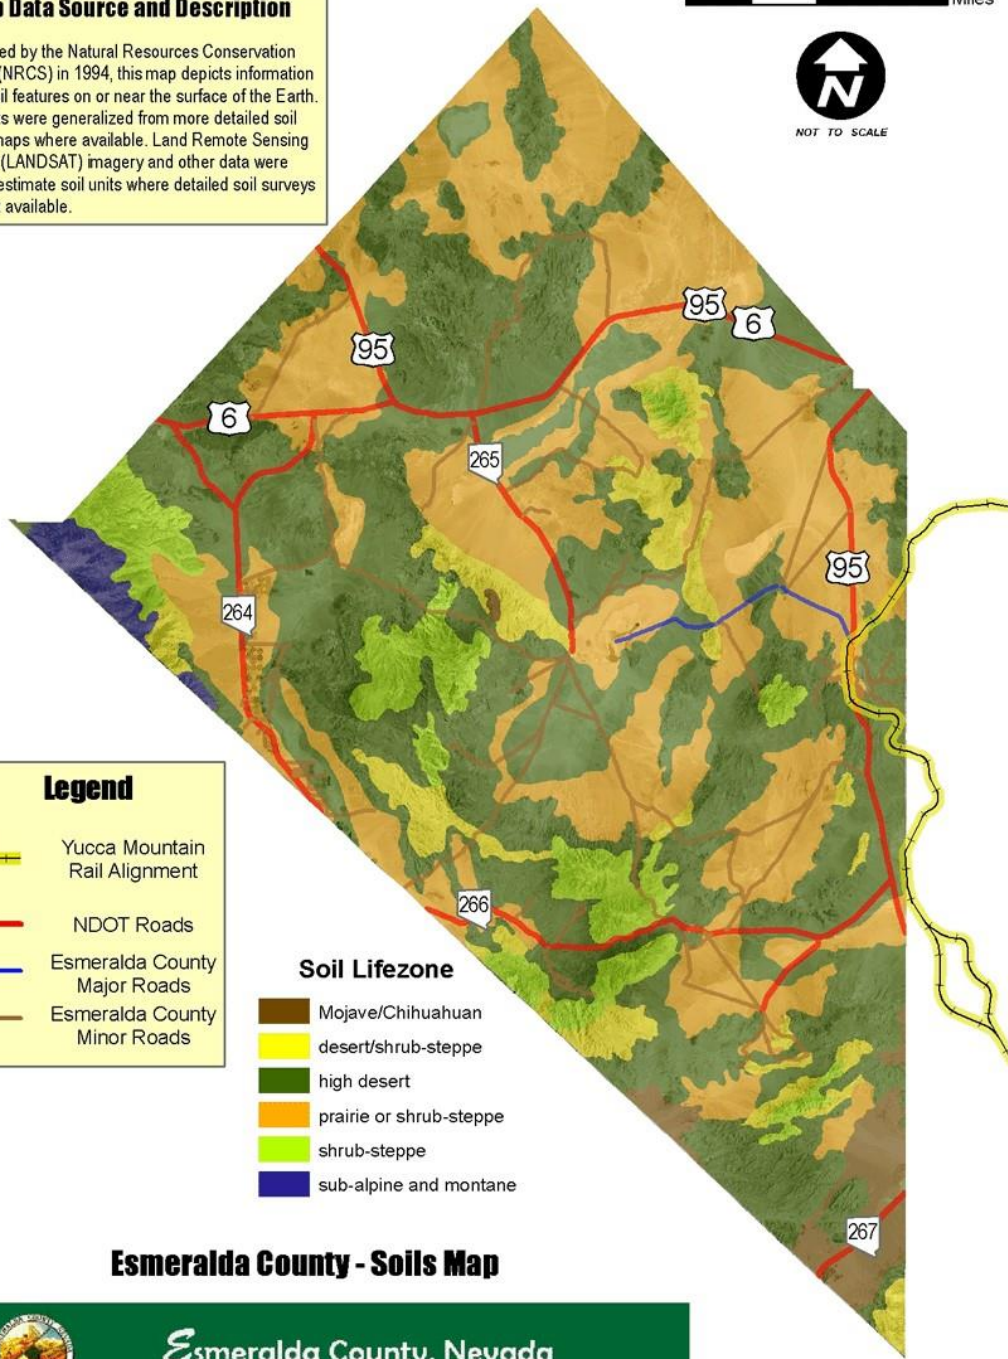 Data Source and Description
ed by the Natural Resources Conservation
(NRCS) in 1994, this map depicts information
il features on or near the surface of the Earth.
s were generalized from more detailed soil
maps where available. Land Remote Sensing
(LANDSAT) imagery and other data were
estimate soil units where detailed soil surveys
available.
Miles
N
NOT TO SCALE
95
6
95
6
265
95
264
266
267
Legend
Yucca Mountain
Rail Alignment
NDOT Roads
Esmeralda County
Major Roads
Esmeralda County
Minor Roads
Soil Lifezone
Mojave/Chihuahuan
desert/shrub-steppe
high desert
prairie or shrub-steppe
shrub-steppe
sub-alpine and montane
Esmeralda County - Soils Map
Esmeralda County, Nevada